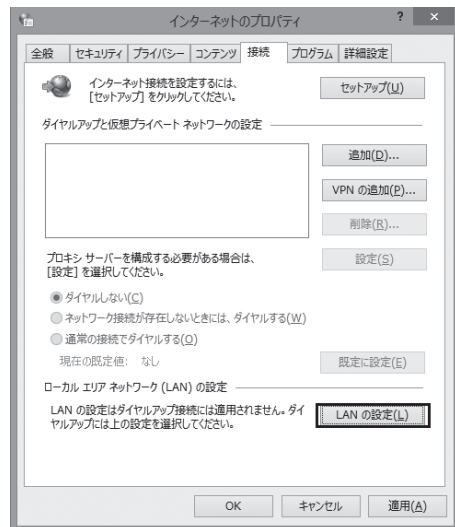 インターネットのプロパティ
? ×
全般 セキュリティ プライバシー コンテンツ 接続 プログラム 詳細設定
インターネット接続を設定するには、
[セットアップ] をクリックしてください。
セットアップ(U)
ダイヤルアップと仮想プライベート ネットワークの設定
追加(D)...
VPN の追加(P)...
削除(R)...
プロキシ サーバーを構成する必要がある場合は、
[設定] を選択してください。
設定(S)
ダイヤルしない(C)
ネットワーク接続が存在しないときには、ダイヤルする(W)
通常の接続でダイヤルする(O)
現在の既定値: なし
既定に設定(E)
ローカル エリア ネットワーク (LAN) の設定
LAN の設定はダイヤルアップ接続には適用されません。ダイ
ヤルアップには上の設定を選択してください。
LAN の設定(L)
OK キャンセル 適用(A)